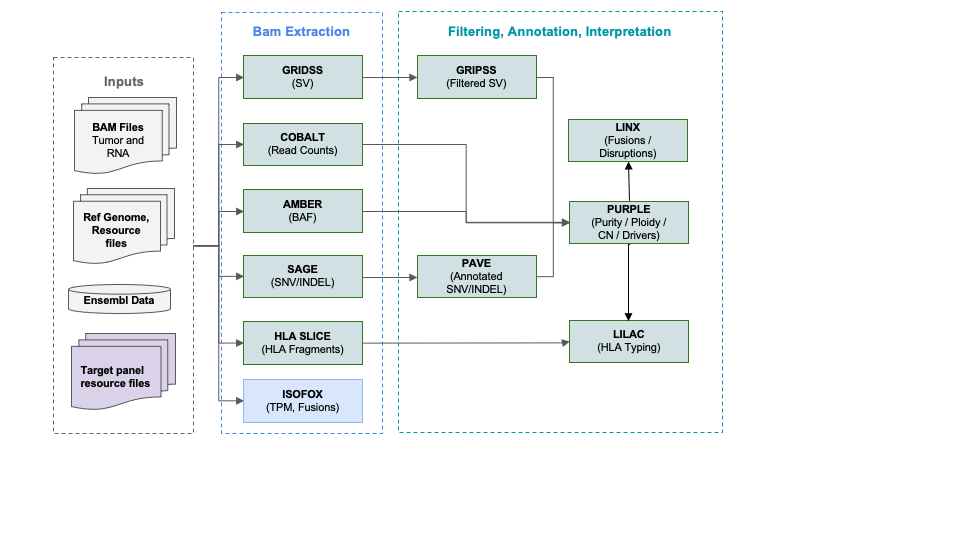 Inputs
BAM Files
Tumor and
RNA
Ref Genome,
Resource
files
Ensembl Data
Target panel
resource files
Bam Extraction
GRIDSS
(SV)
COBALT
(Read Counts)
AMBER
(BAF)
SAGE
(SNV/INDEL)
HLA SLICE
(HLA Fragments)
ISOFOX
(TPM, Fusions)
Filtering, Annotation, Interpretation
GRIPSS
(Filtered SV)
PAVE
(Annotated
SNV/INDEL)
LINX
(Fusions /
Disruptions)
PURPLE
(Purity / Ploidy /
CN / Drivers)
LILAC
(HLA Typing)